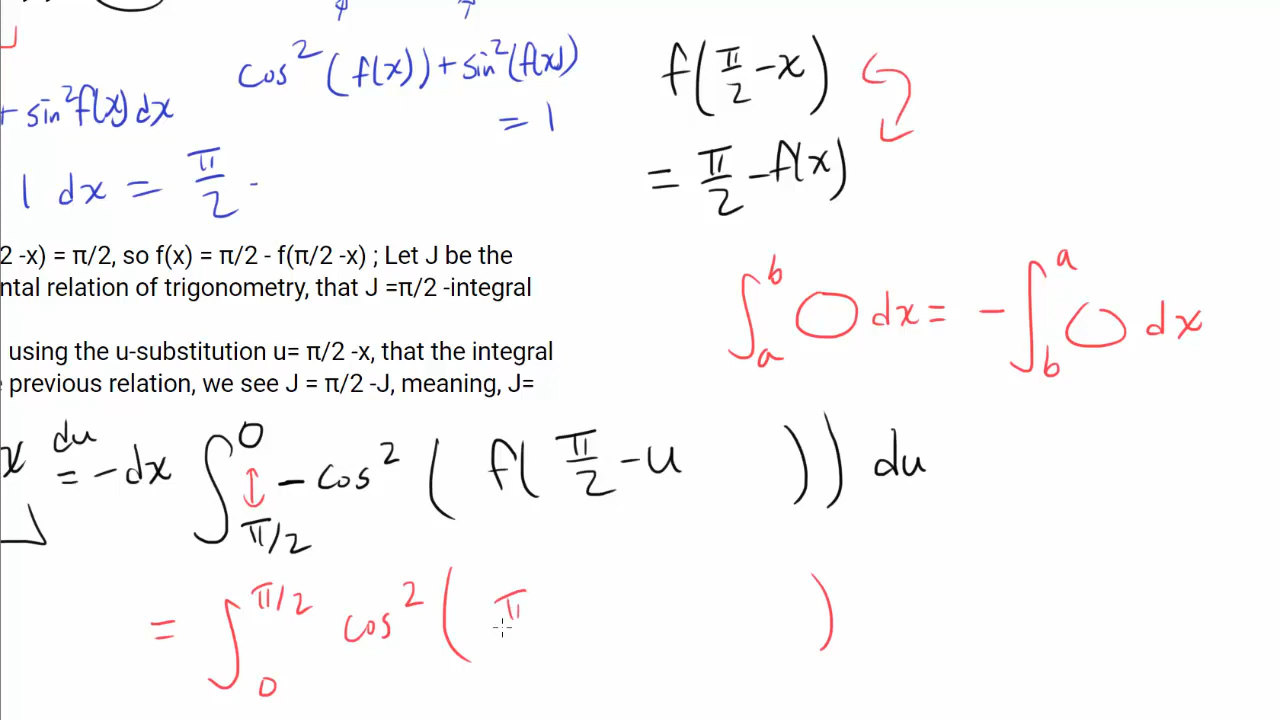 cos²(f(x)) + sin²(f(x))
= 1
+ sin²f(x) dx
1 dx = π/2
f(π/2 - x)
= π/2 - f(x)
2 -x) = π/2, so f(x) = π/2 - f(π/2 -x) ; Let J be the
ntal relation of trigonometry, that J =π/2 -integral
∫_a^b ◯ dx = - ∫_b^a ◯ dx
using the u-substitution u= π/2 -x, that the integral
previous relation, we see J = π/2 -J, meaning, J=
x du = -dx ∫_{π/2}^0 - cos² ( f( π/2 - u )) du
= ∫_0^{π/2} cos² ( π )